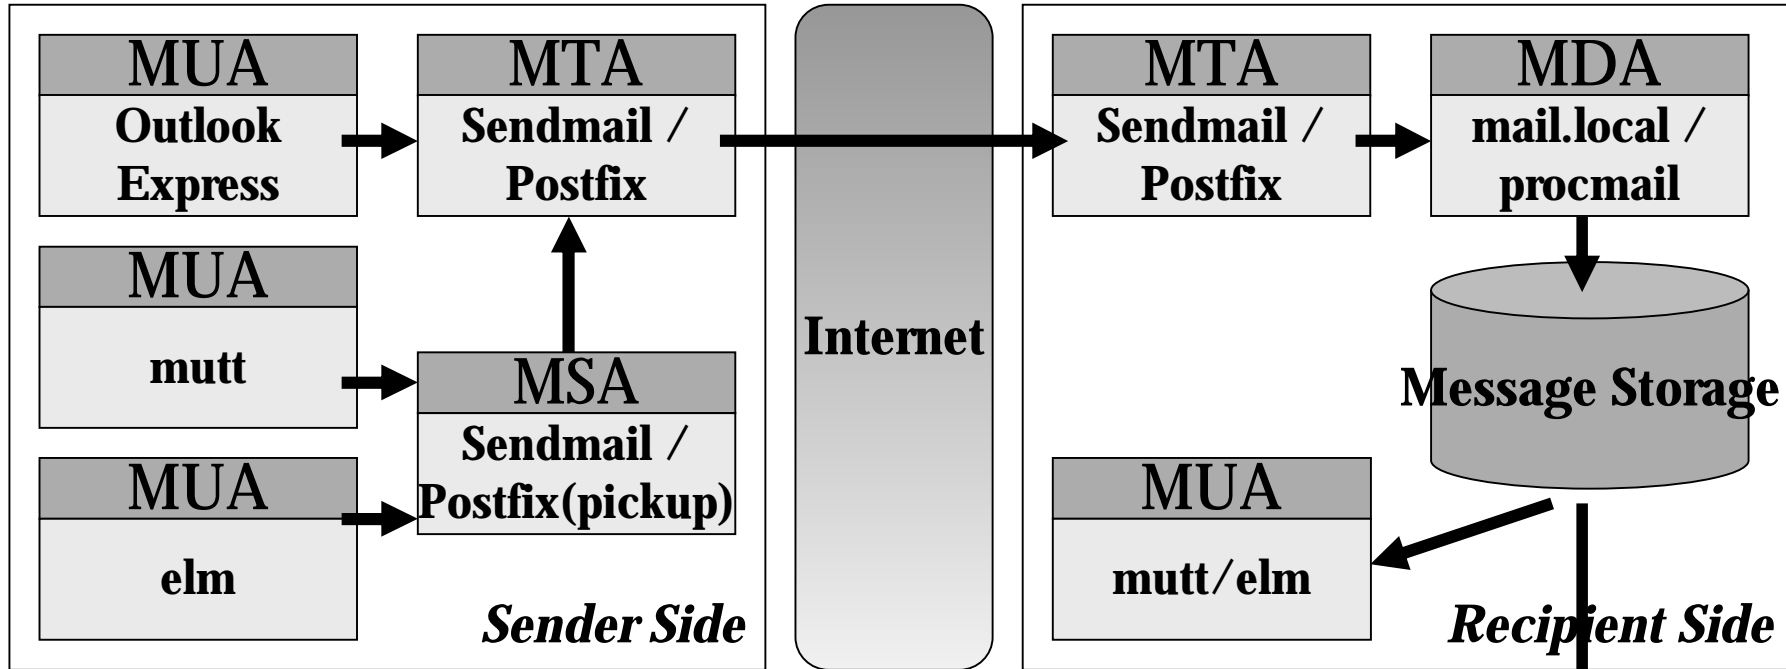 MUA
Outlook
Express
MTA
Sendmail /
Postfix
MUA
mutt
MSA
Sendmail /
Postfix(pickup)
MUA
elm
Sender Side
Internet
MTA
Sendmail /
Postfix
MDA
mail.local /
procmail
Message Storage
MUA
mutt/elm
Recipient Side